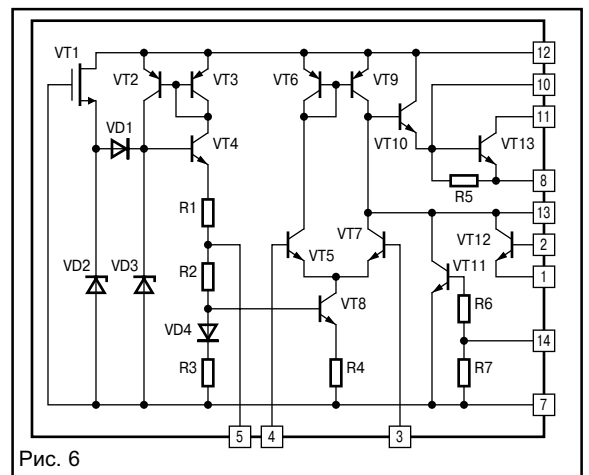 VT1
VT2
VT3
VT6
VT9
12
10
11
VD1
VT4
VT10
VT13
R5
8
R1
13
VT5
VT7
VT12
2
VT11
1
VD2
VD3
R2
VT8
R6
VD4
14
R3
R4
R7
7
5
4
3
Рис. 6